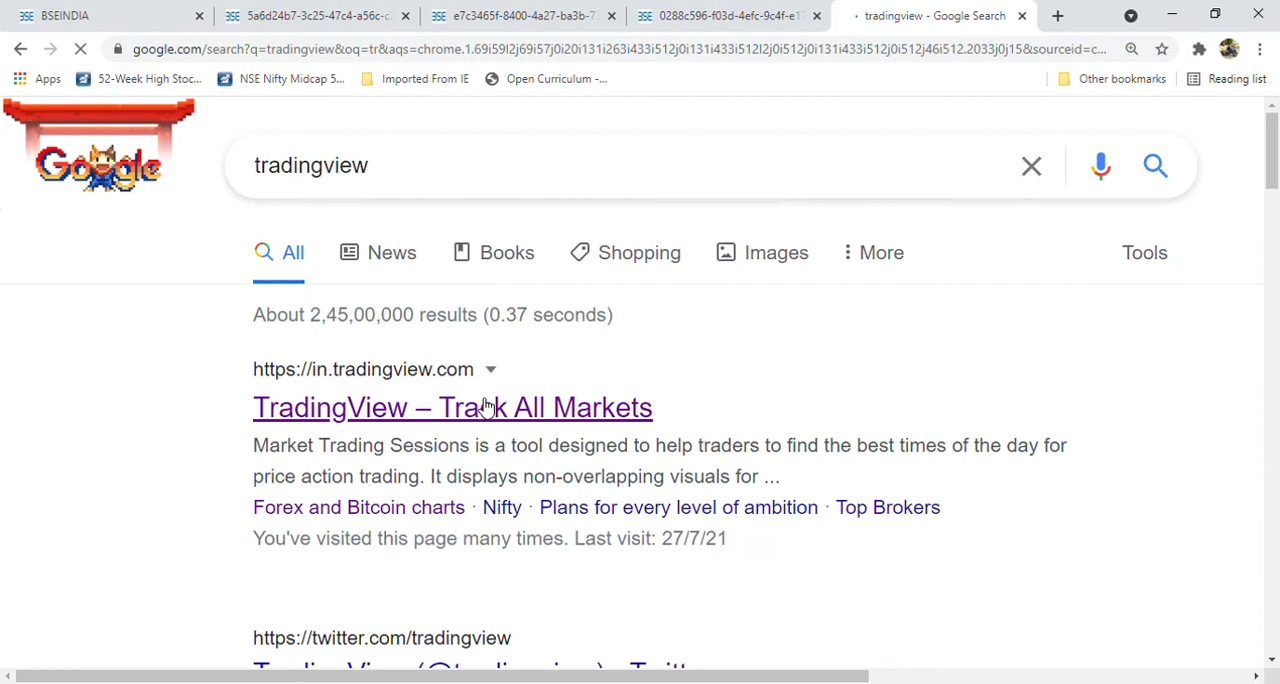 BSEINDIA
5a6d24b7-3c25-47c4-a56c-c
e7c3465f-8400-4a27-ba3b-7
0288c596-f03d-4efc-9c4f-e1
tradingview - Google Search
google.com/search?q=tradingview&oq=tr&aqs=chrome.1.69i59l2j69i57j0i20i131i263i433i512j0i131i433i512l2j0i512j0i131i433i512j0i512j46i512.2033j0j15&sourceid=c...
Apps
52-Week High Stoc...
NSE Nifty Midcap 5...
Imported From IE
Open Curriculum -...
Other bookmarks
Reading list
Google
tradingview
All
News
Books
Shopping
Images
More
Tools
About 2,45,00,000 results (0.37 seconds)
https://in.tradingview.com
TradingView – Track All Markets
Market Trading Sessions is a tool designed to help traders to find the best times of the day for
price action trading. It displays non-overlapping visuals for ...
Forex and Bitcoin charts · Nifty · Plans for every level of ambition · Top Brokers
You've visited this page many times. Last visit: 27/7/21
https://twitter.com/tradingview
TradingView (@tradingview) · Twitter